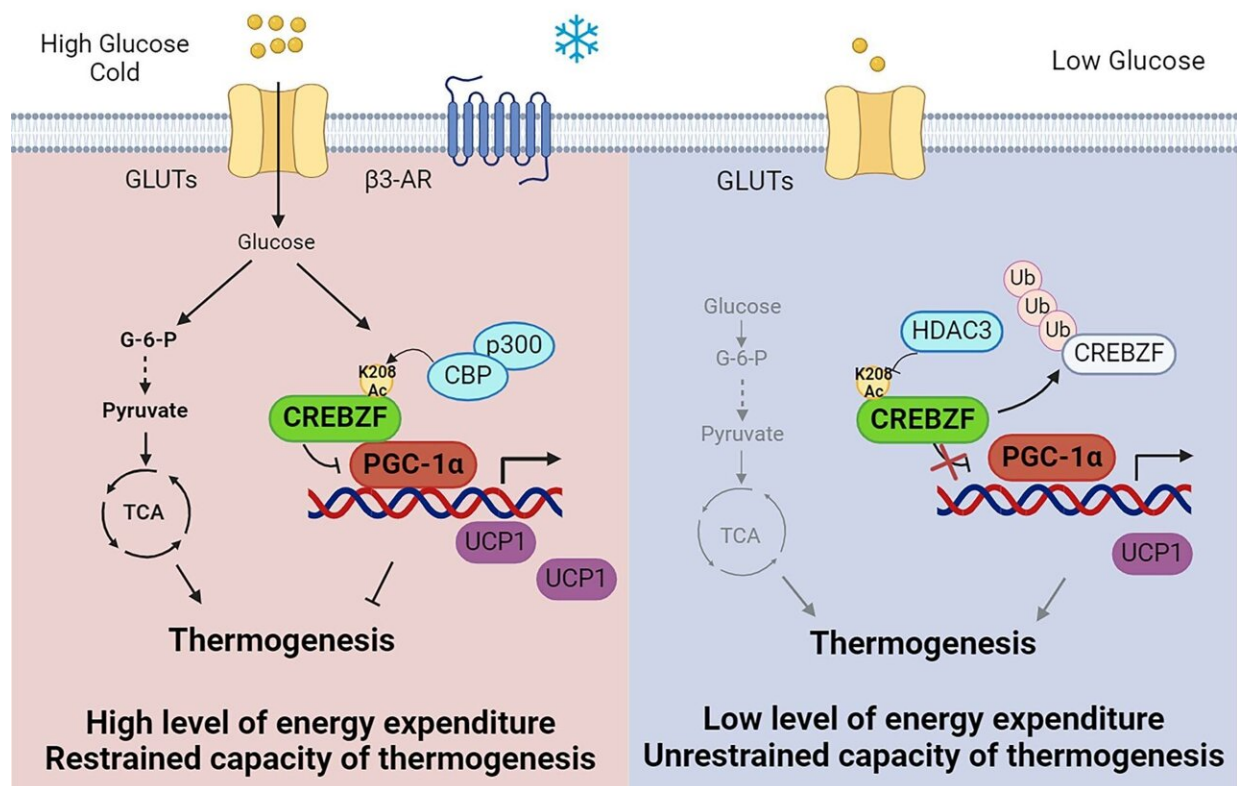 High Glucose
Cold
GLUTs
β3-AR
Glucose
G-6-P
Pyruvate
TCA
K208
Ac
CBP
p300
CREBZF
PGC-1α
UCP1
UCP1
Thermogenesis
High level of energy expenditure
Restrained capacity of thermogenesis
Low Glucose
GLUTs
Glucose
G-6-P
Pyruvate
TCA
K208
Ac
HDAC3
Ub
Ub
Ub
CREBZF
CREBZF
PGC-1α
UCP1
Thermogenesis
Low level of energy expenditure
Unrestrained capacity of thermogenesis